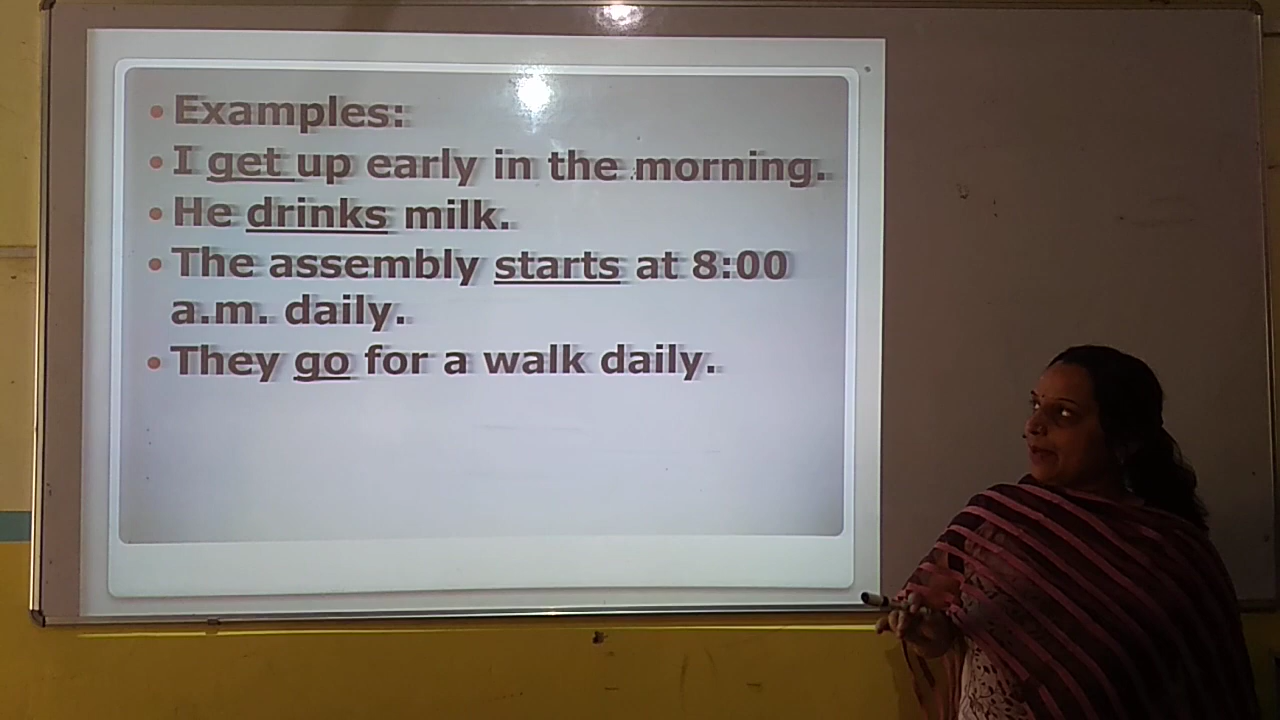 • Examples:
• I get up early in the morning.
• He drinks milk.
• The assembly starts at 8:00
a.m. daily.
• They go for a walk daily.